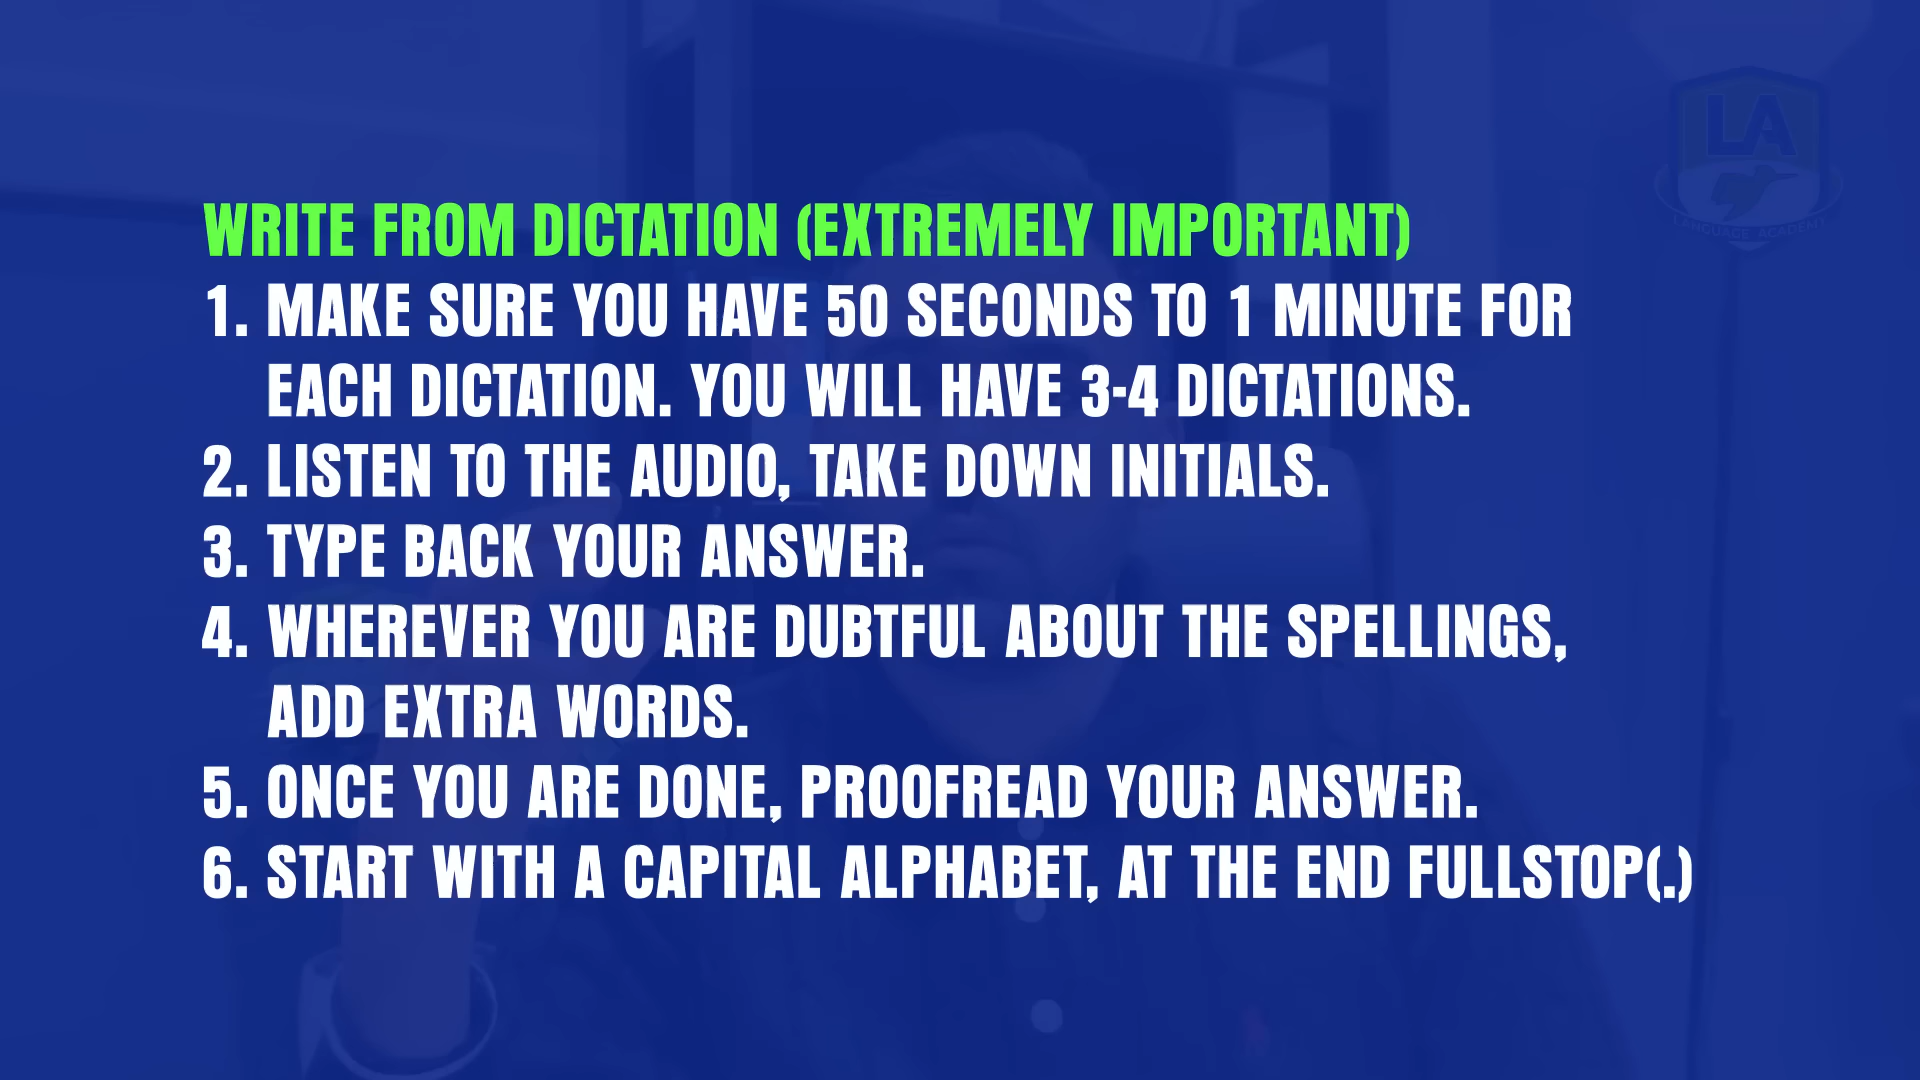 LA
LANGUAGE ACADEMY
WRITE FROM DICTATION (EXTREMELY IMPORTANT)
1. MAKE SURE YOU HAVE 50 SECONDS TO 1 MINUTE FOR
EACH DICTATION. YOU WILL HAVE 3-4 DICTATIONS.
2. LISTEN TO THE AUDIO, TAKE DOWN INITIALS.
3. TYPE BACK YOUR ANSWER.
4. WHEREVER YOU ARE DUBTFUL ABOUT THE SPELLINGS,
ADD EXTRA WORDS.
5. ONCE YOU ARE DONE, PROOFREAD YOUR ANSWER.
6. START WITH A CAPITAL ALPHABET, AT THE END FULLSTOP(.)